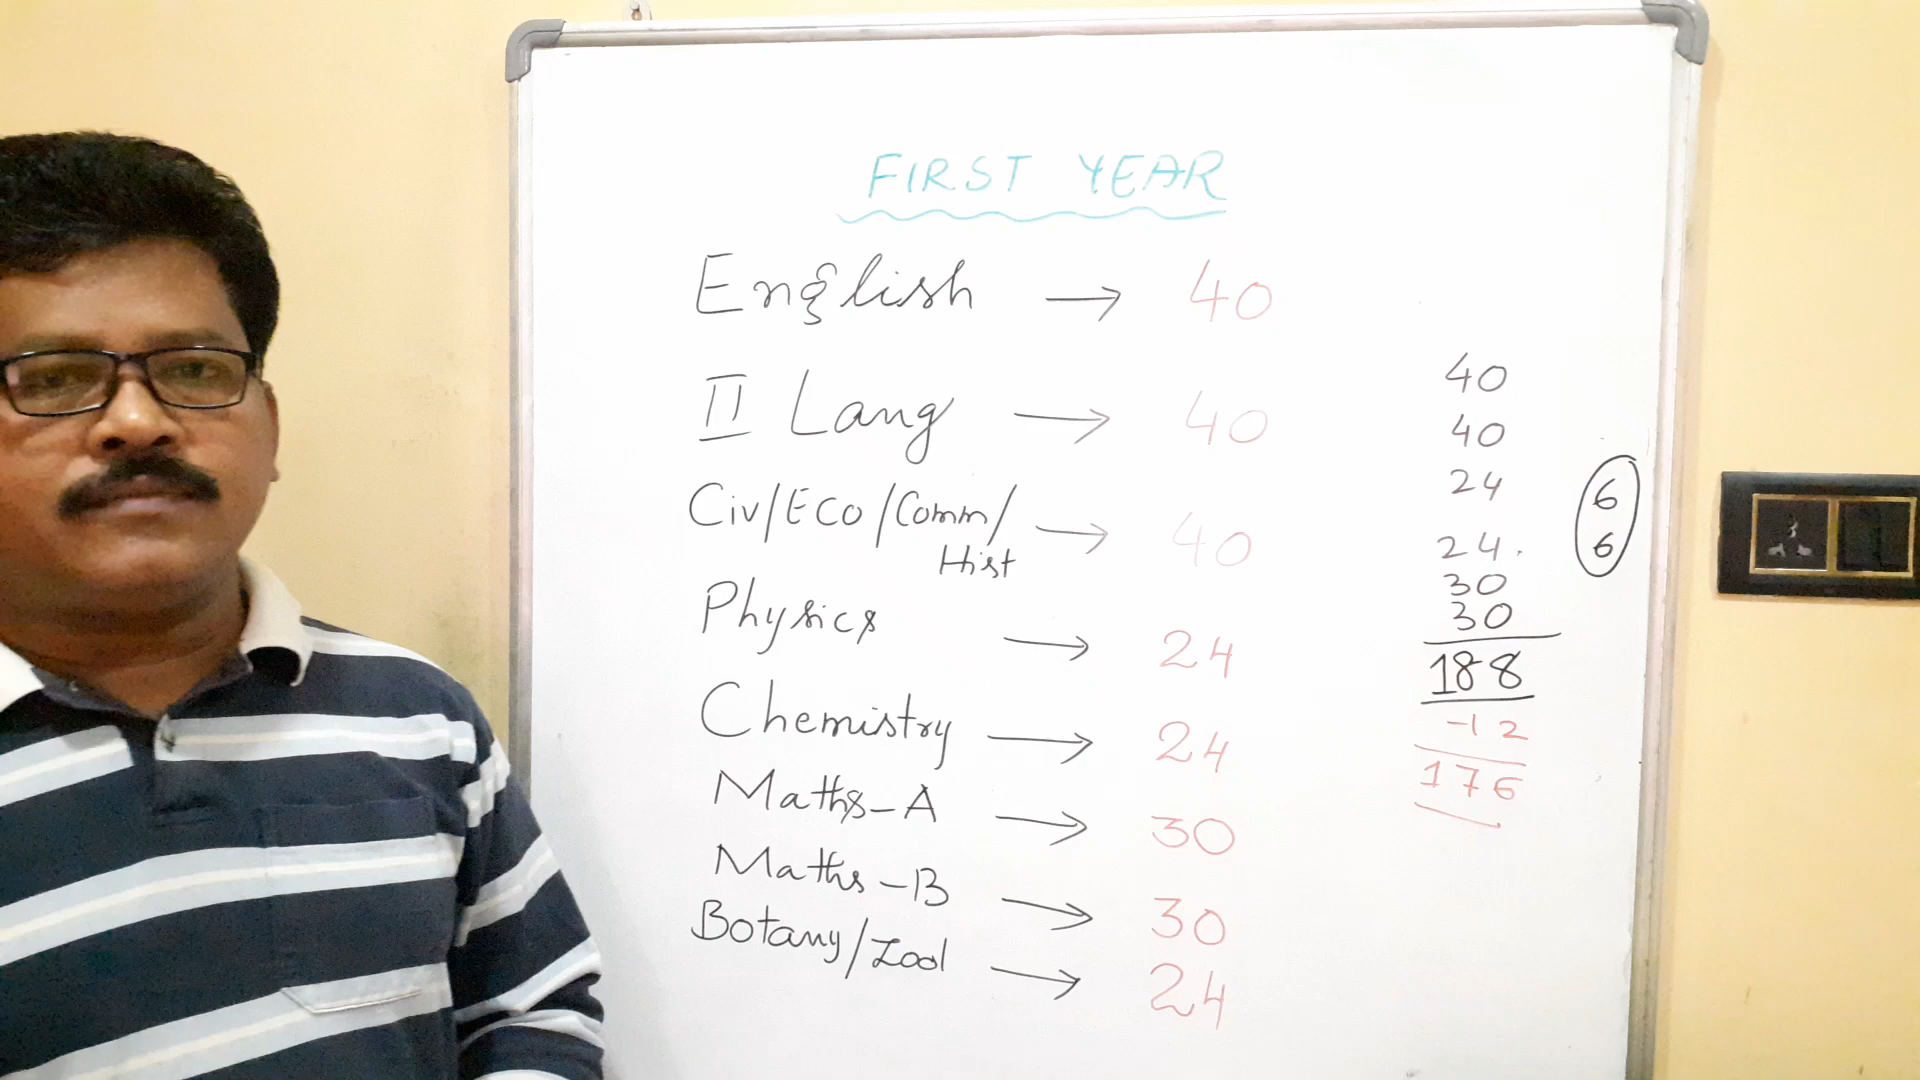 FIRST YEAR
English → 40
II Lang → 40
Civ/Eco/Comm/
Hist → 40
Physics → 24
Chemistry → 24
Maths-A → 30
Maths-B → 30
Botany/Zool → 24
40
40
24
24.
30
30
188
-12
176
6
6